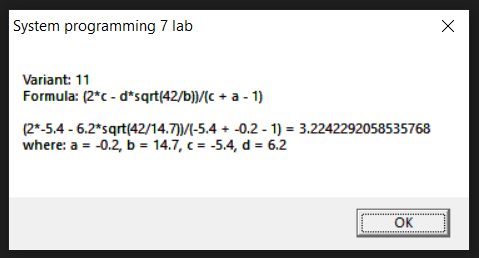 System programming 7 lab
Variant: 11
Formula: (2*c - d*sqrt(42/b))/(c + a - 1)
(2*-5.4 - 6.2*sqrt(42/14.7))/(-5.4 + -0.2 - 1) = 3.2242292058535768
where: a = -0.2, b = 14.7, c = -5.4, d = 6.2
OK